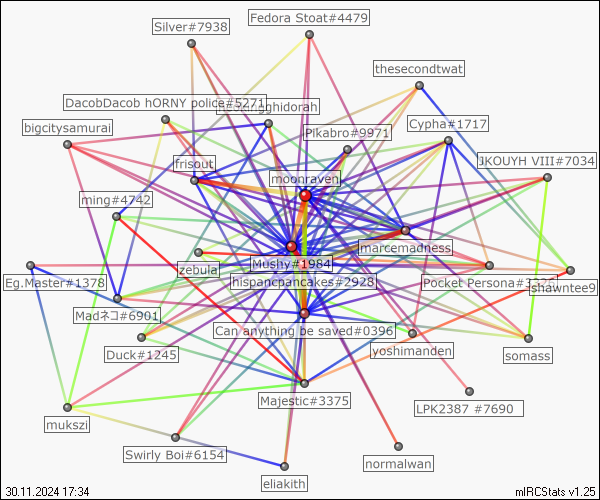 Fedora Stoat#4479
Silver#7938
thesecondtwat
DacobDacob hORNY police#5271
Cypha#1717
bigcitysamurai
Pikabro#9971
JKOUYH VIII#7034
frisout
moonraven
ming#4742
marcemadness
Mushy#1984
zebula
Eg.Master#1378
hispancpancakes#2928
Pocket Persona#3326
shawntee9
Madネコ#6901
Can anything be saved#0396
Duck#1245
yoshimanden
somass
Majestic#3375
LPK2387 #7690
mukszi
Swirly Boi#6154
normalwan
eliakith
30.11.2024 17:34
mIRCStats v1.25